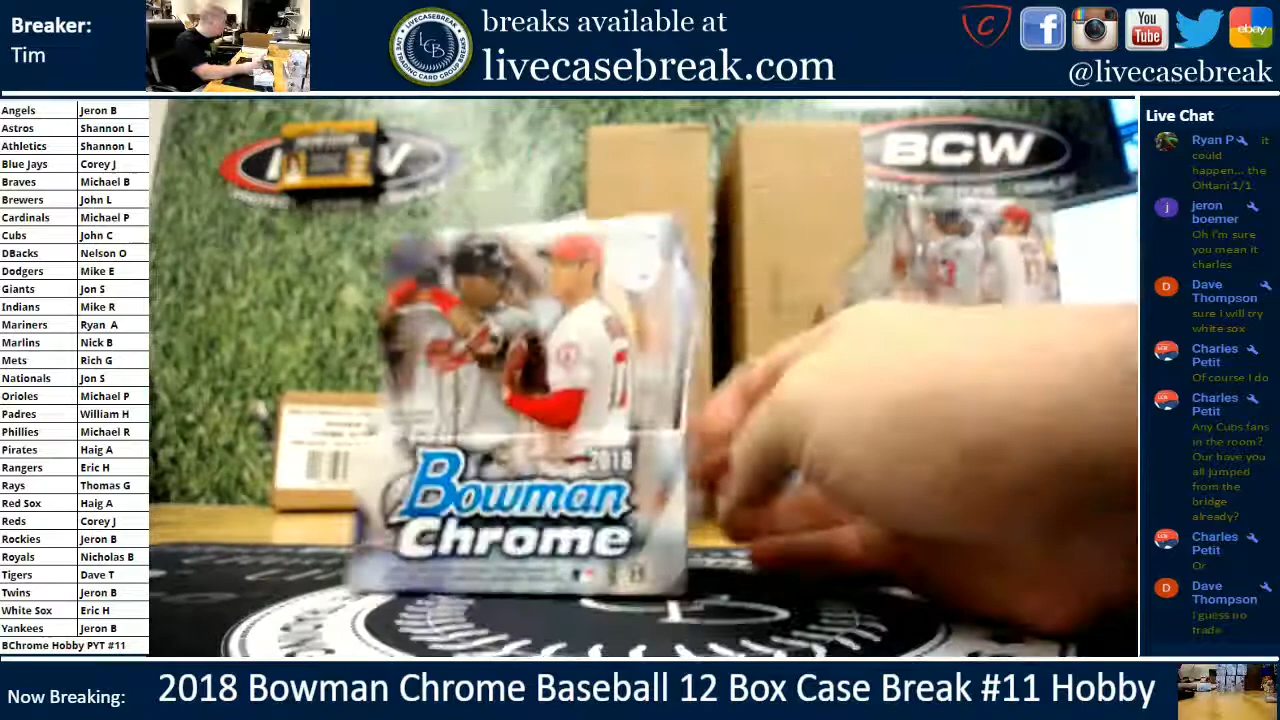 Breaker:
Tim
breaks available at
livecasebreak.com
LCB
You
Tube
ebay
@livecasebreak
Angels Jeron B
Astros Shannon L
Athletics Shannon L
Blue Jays Corey J
Braves Michael B
Brewers John L
Cardinals Michael P
Cubs John C
DBacks Nelson O
Dodgers Mike E
Giants Jon S
Indians Mike R
Mariners Ryan A
Marlins Nick B
Mets Rich G
Nationals Jon S
Orioles Michael P
Padres William H
Phillies Michael R
Pirates Haig A
Rangers Eric H
Rays Thomas G
Red Sox Haig A
Reds Corey J
Rockies Jeron B
Royals Nicholas B
Tigers Dave T
Twins Jeron B
White Sox Eric H
Yankees Jeron B
BChrome Hobby PYT #11
BCW
2018
Bowman
Chrome
Live Chat
Ryan P it
could
happen... the
Ohtani 1/1
jeron
boemer
Oh I'm sure
you mean it
charles
Dave
Thompson
sure I will try
white sox
Charles
Petit
Of course I do
Charles
Petit
Any Cubs fans
in the room?
Our have you
all jumped
from the
bridge
already?
Charles
Petit
Or
Dave
Thompson
I guess no
trade
Now Breaking:
2018 Bowman Chrome Baseball 12 Box Case Break #11 Hobby